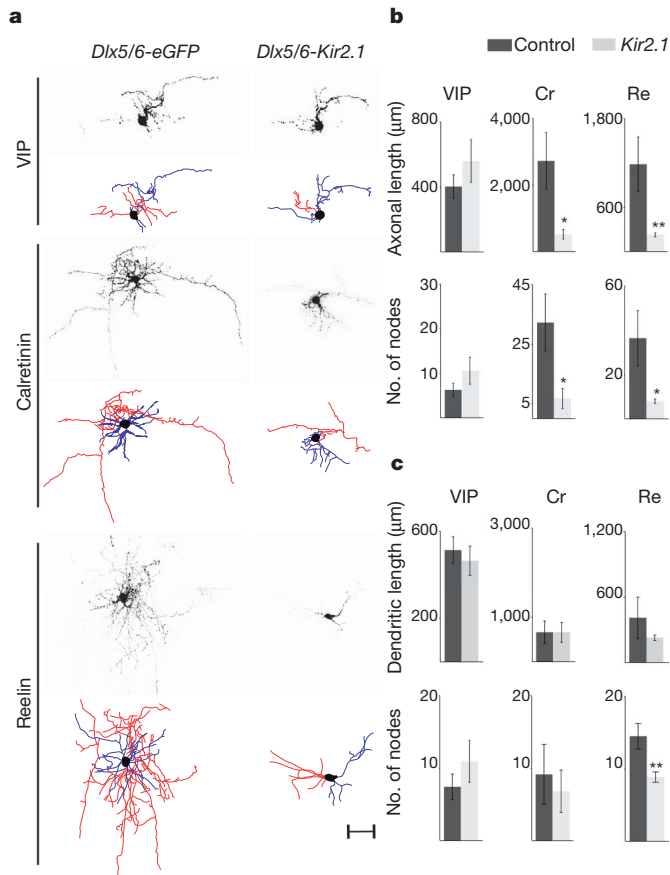 a
Dlx5/6-eGFP Dlx5/6-Kir2.1
VIP
Calretinin
Reelin
b
Control Kir2.1
VIP Cr Re
Axonal length (μm)
800
400
4,000
2,000
*
1,800
600
**
No. of nodes
30
20
10
45
25
5
*
60
20
*
c
VIP Cr Re
Dendritic length (μm)
600
200
3,000
1,000
1,200
600
No. of nodes
20
10
20
10
20
10
**